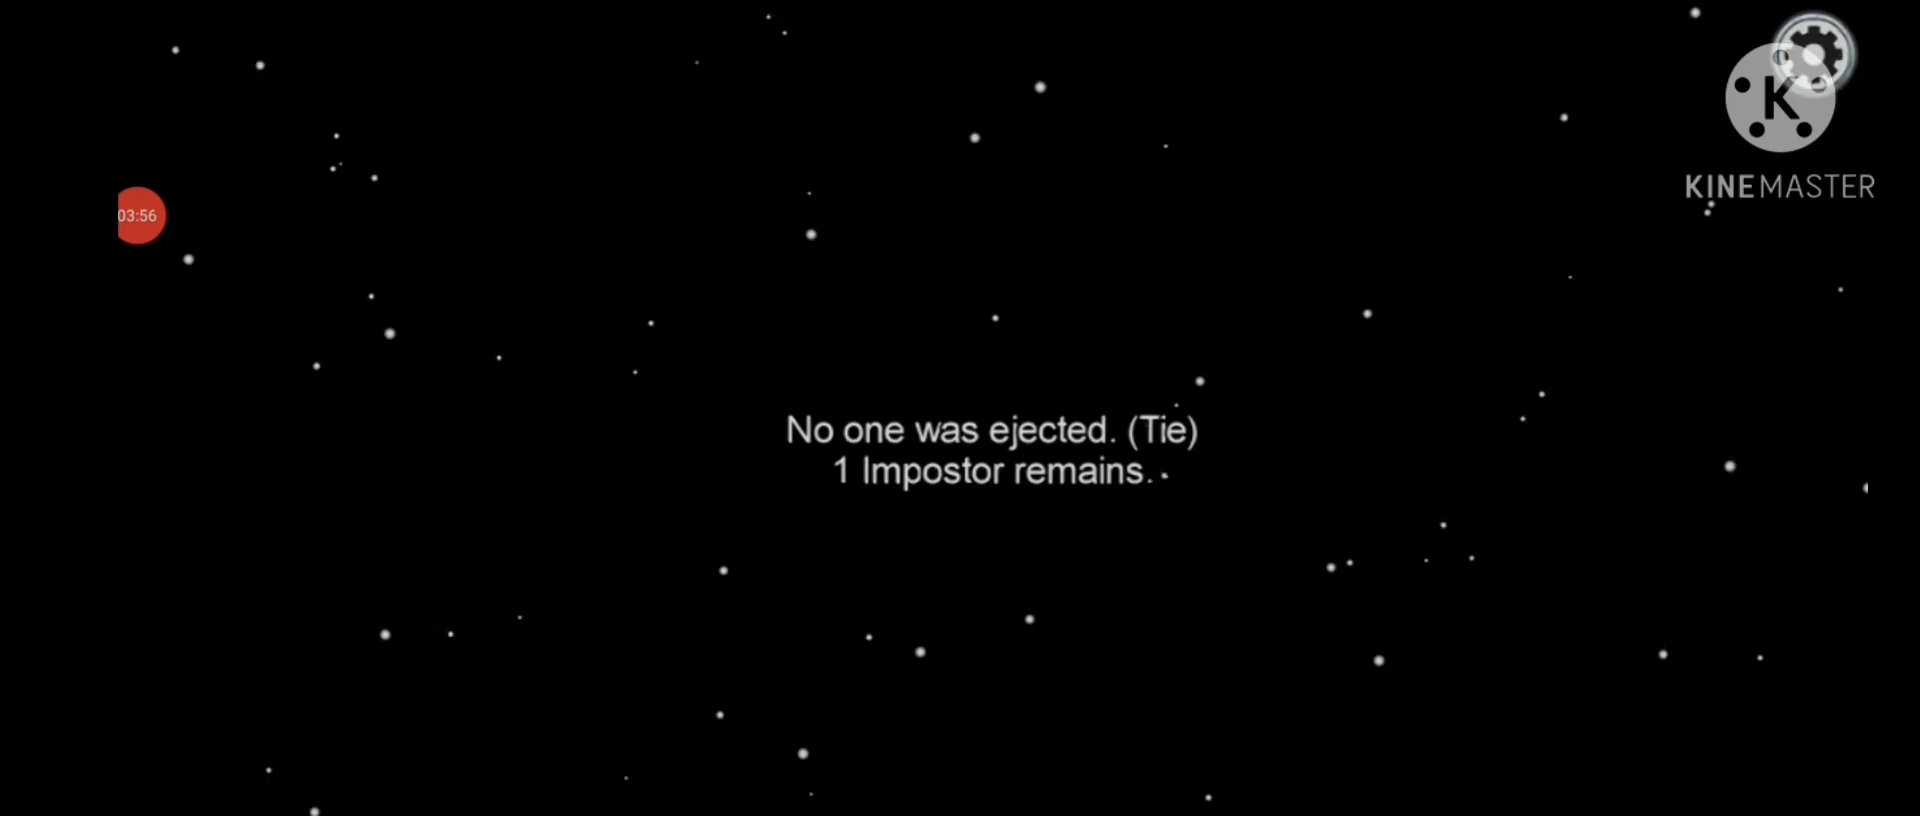 K
KINEMASTER
03:56
No one was ejected. (Tie)
1 Impostor remains.